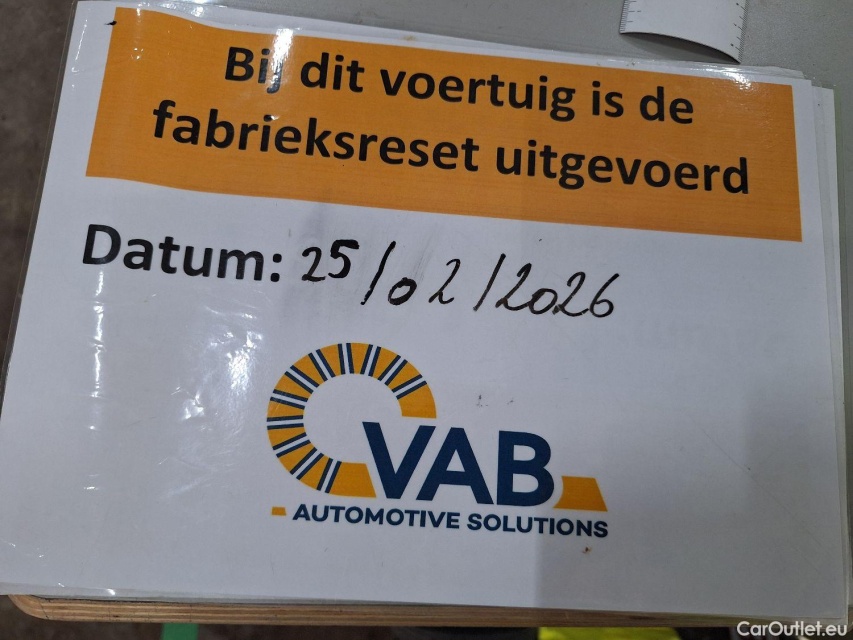 Bij dit voertuig is de
fabrieksreset uitgevoerd
Datum: 25/02/2026
VAB
AUTOMOTIVE SOLUTIONS
CarOutlet.eu